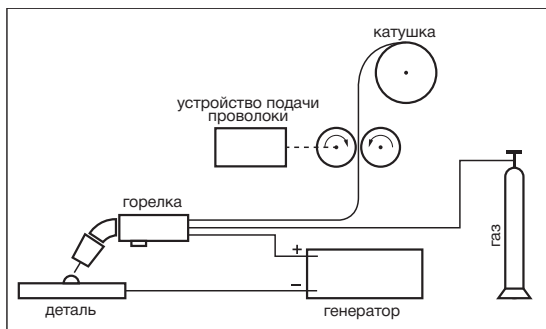 катушка
устройство подачи
проволоки
горелка
газ
+
–
деталь
генератор